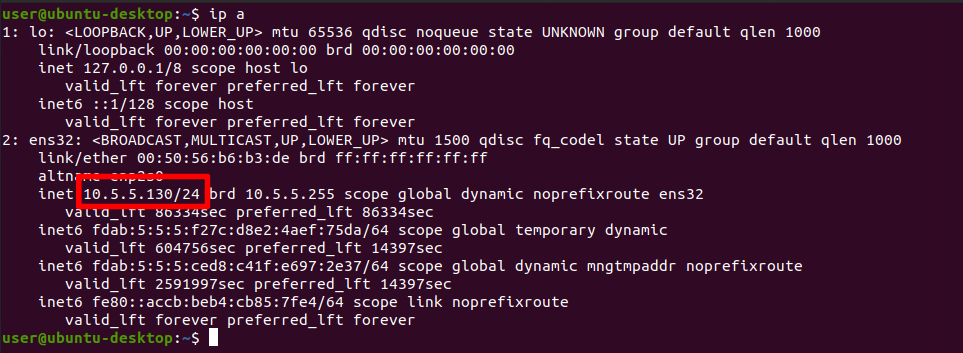 user@ubuntu-desktop:~$ ip a
1: lo: <LOOPBACK,UP,LOWER_UP> mtu 65536 qdisc noqueue state UNKNOWN group default qlen 1000
link/loopback 00:00:00:00:00:00 brd 00:00:00:00:00:00
inet 127.0.0.1/8 scope host lo
valid_lft forever preferred_lft forever
inet6 ::1/128 scope host
valid_lft forever preferred_lft forever
2: ens32: <BROADCAST,MULTICAST,UP,LOWER_UP> mtu 1500 qdisc fq_codel state UP group default qlen 1000
link/ether 00:50:56:b6:b3:de brd ff:ff:ff:ff:ff:ff
altname enp2s0
inet 10.5.5.130/24 brd 10.5.5.255 scope global dynamic noprefixroute ens32
valid_lft 86334sec preferred_lft 86334sec
inet6 fdab:5:5:5:f27c:d8e2:4aef:75da/64 scope global temporary dynamic
valid_lft 604756sec preferred_lft 14397sec
inet6 fdab:5:5:5:ced8:c41f:e697:2e37/64 scope global dynamic mngtmpaddr noprefixroute
valid_lft 2591997sec preferred_lft 14397sec
inet6 fe80::accb:beb4:cb85:7fe4/64 scope link noprefixroute
valid_lft forever preferred_lft forever
user@ubuntu-desktop:~$